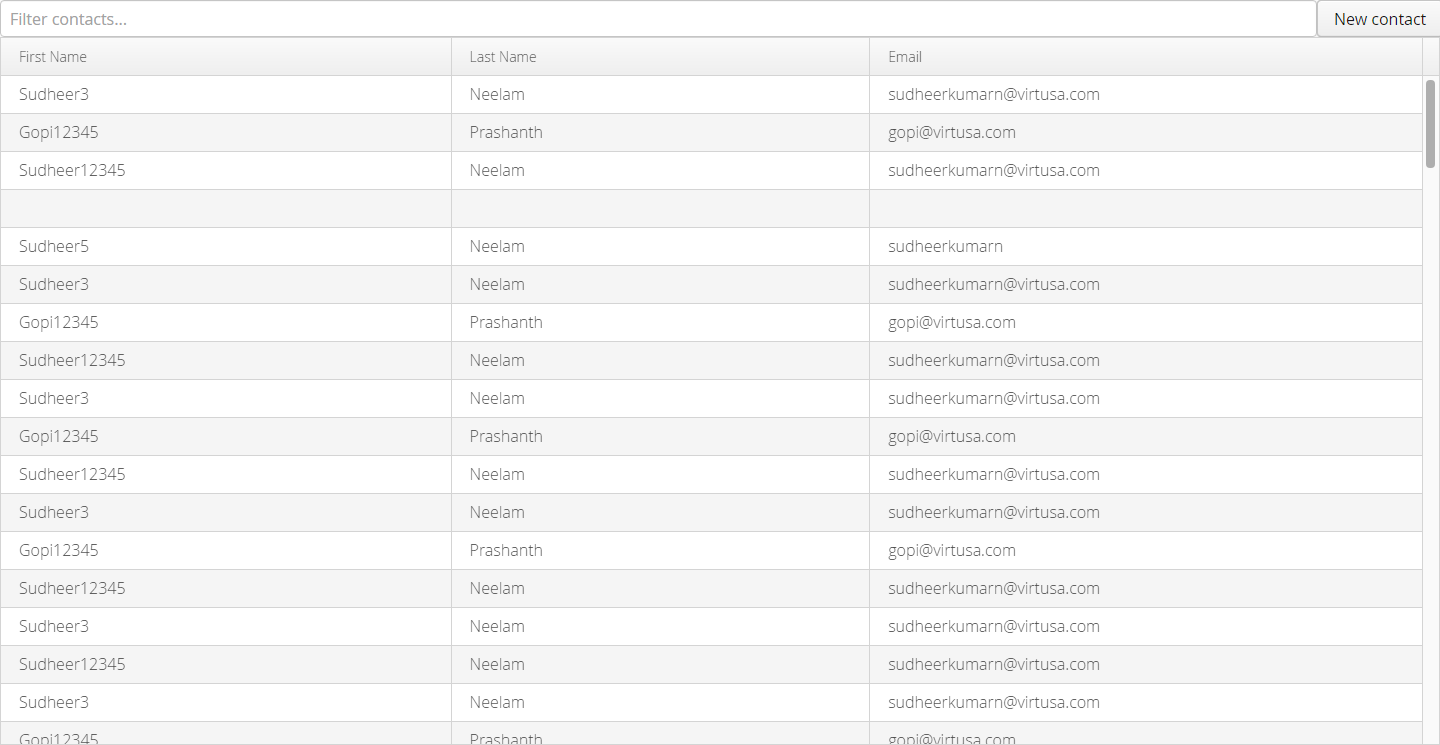 Filter contacts... New contact
First Name Last Name Email
Sudheer3 Neelam sudheerkumarn@virtusa.com
Gopi12345 Prashanth gopi@virtusa.com
Sudheer12345 Neelam sudheerkumarn@virtusa.com
Sudheer5 Neelam sudheerkumarn
Sudheer3 Neelam sudheerkumarn@virtusa.com
Gopi12345 Prashanth gopi@virtusa.com
Sudheer12345 Neelam sudheerkumarn@virtusa.com
Sudheer3 Neelam sudheerkumarn@virtusa.com
Gopi12345 Prashanth gopi@virtusa.com
Sudheer12345 Neelam sudheerkumarn@virtusa.com
Sudheer3 Neelam sudheerkumarn@virtusa.com
Gopi12345 Prashanth gopi@virtusa.com
Sudheer12345 Neelam sudheerkumarn@virtusa.com
Sudheer3 Neelam sudheerkumarn@virtusa.com
Sudheer12345 Neelam sudheerkumarn@virtusa.com
Sudheer3 Neelam sudheerkumarn@virtusa.com
Gopi12345 Prashanth gopi@virtusa.com